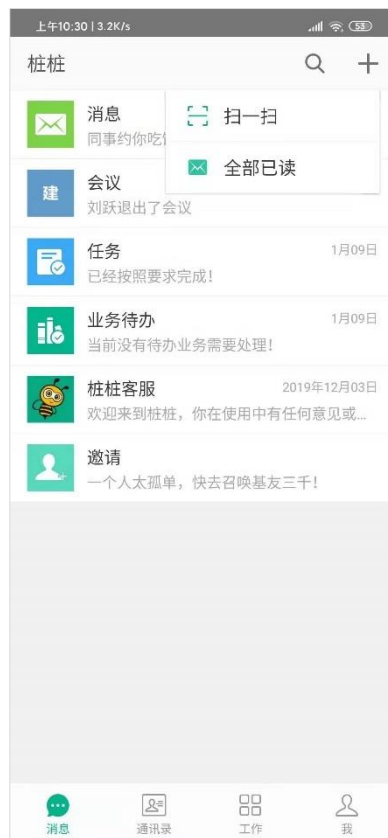 上午10:30 | 3.2K/s
53
桩桩
消息
同事约你吃
扫一扫
全部已读
建
会议
刘跃退出了会议
任务
1月09日
已经按照要求完成！
业务待办
1月09日
当前没有待办业务需要处理！
桩桩客服
2019年12月03日
欢迎来到桩桩，你在使用中有任何意见或...
邀请
一个人太孤单，快去召唤基友三千！
消息
通讯录
工作
我